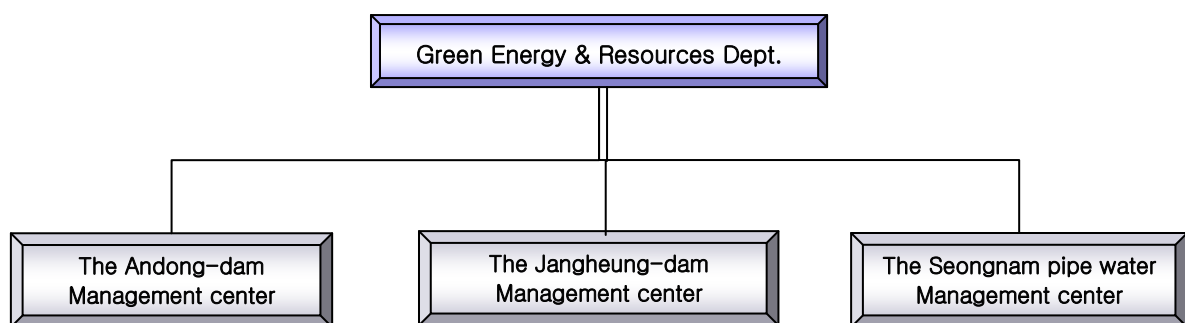 Green Energy & Resources Dept.
The Andong-dam
Management center
The Jangheung-dam
Management center
The Seongnam pipe water
Management center